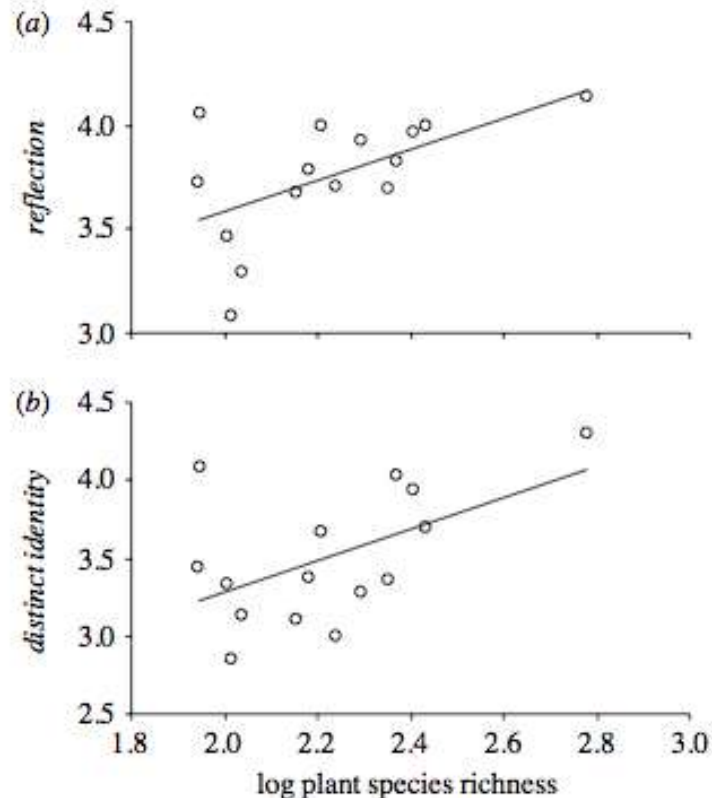 (a)
4.5
4.0
3.5
3.0
reflection
(b)
4.5
4.0
3.5
3.0
2.5
distinct identity
1.8 2.0 2.2 2.4 2.6 2.8 3.0
log plant species richness